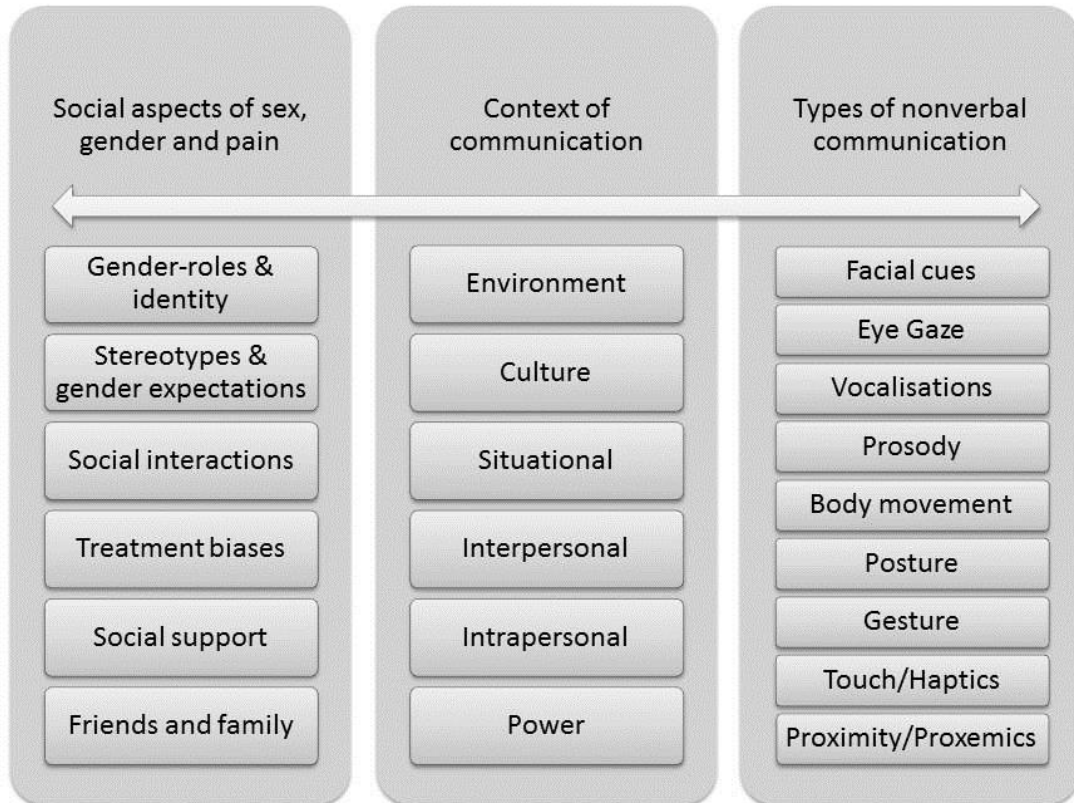 Social aspects of sex,
gender and pain
Gender-roles &
identity
Stereotypes &
gender expectations
Social interactions
Treatment biases
Social support
Friends and family
Context of
communication
Environment
Culture
Situational
Interpersonal
Intrapersonal
Power
Types of nonverbal
communication
Facial cues
Eye Gaze
Vocalisations
Prosody
Body movement
Posture
Gesture
Touch/Haptics
Proximity/Proxemics